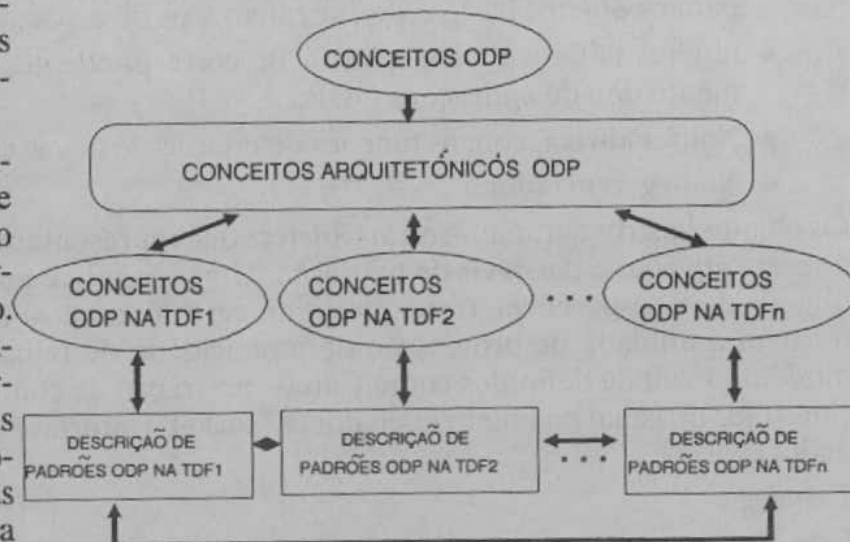 s
e
o
o.
s
s
a
CONCEITOS ODP
CONCEITOS ARQUITETÔNICOS ODP
CONCEITOS
ODP NA TDF1
CONCEITOS
ODP NA TDF2
. . .
CONCEITOS
ODP NA TDFn
DESCRIÇÃO DE
PADRÕES ODP NA TDF1
DESCRIÇÃO DE
PADRÕES ODP NA TDF2
. . .
DESCRIÇÃO DE
PADRÕES ODP NA TDFn